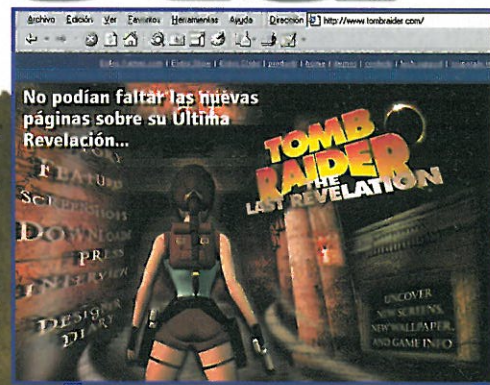 Archivo Edición Ver Favoritos Herramientas Ayuda Dirección http://www.tombraider.com/
No podían faltar las nuevas
páginas sobre su Última
Revelación...
TOMB
RAIDER
THE
LAST REVELATION
FEATURES
SCREENSHOTS
DOWNLOAD
PRESS
INTERVIEW
DESIGNER
DIARY
UNCOVER
NEW SCREENS,
NEW WALLPAPER,
AND GAME INFO